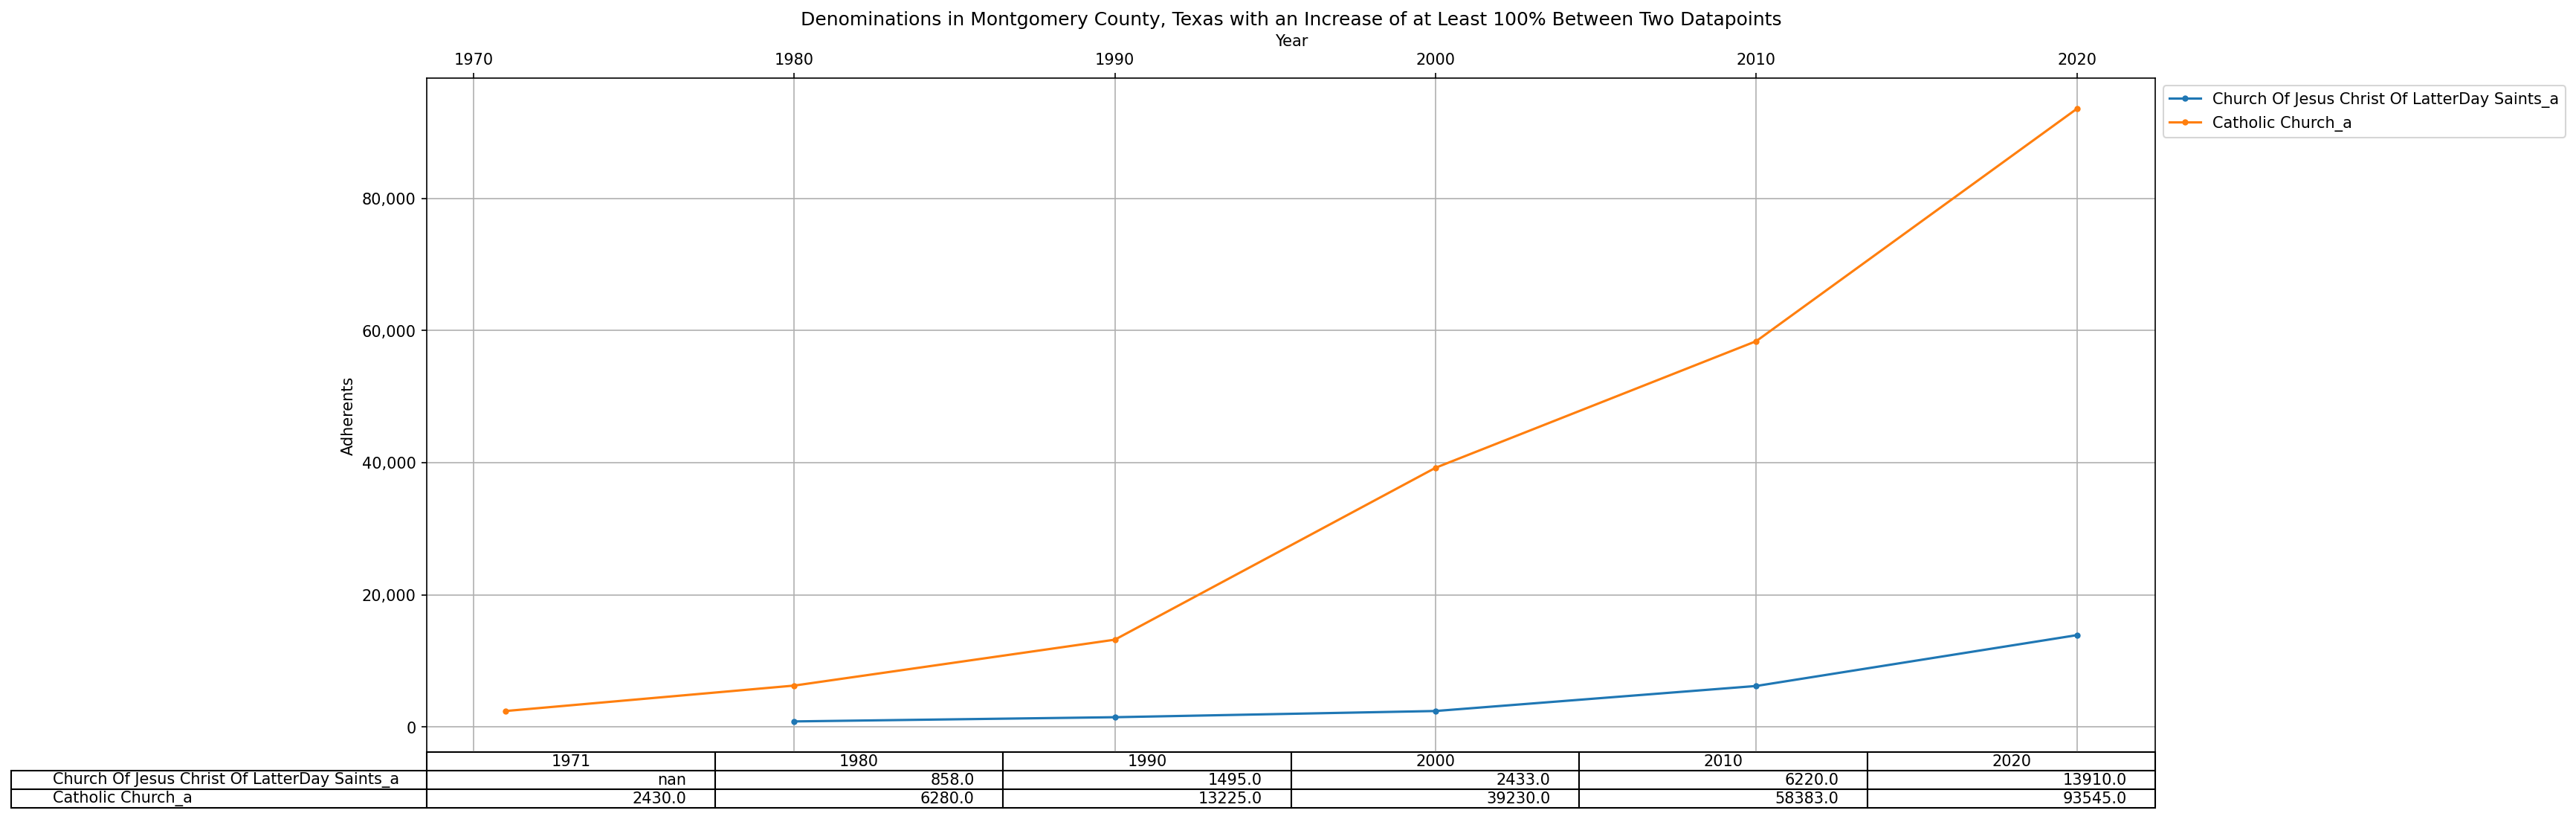 Denominations in Montgomery County, Texas with an Increase of at Least 100% Between Two Datapoints
Year
1970 1980 1990 2000 2010 2020
Church Of Jesus Christ Of LatterDay Saints_a
Catholic Church_a
80,000
60,000
40,000
20,000
0
Adherents
1971 1980 1990 2000 2010 2020
Church Of Jesus Christ Of LatterDay Saints_a nan 858.0 1495.0 2433.0 6220.0 13910.0
Catholic Church_a 2430.0 6280.0 13225.0 39230.0 58383.0 93545.0